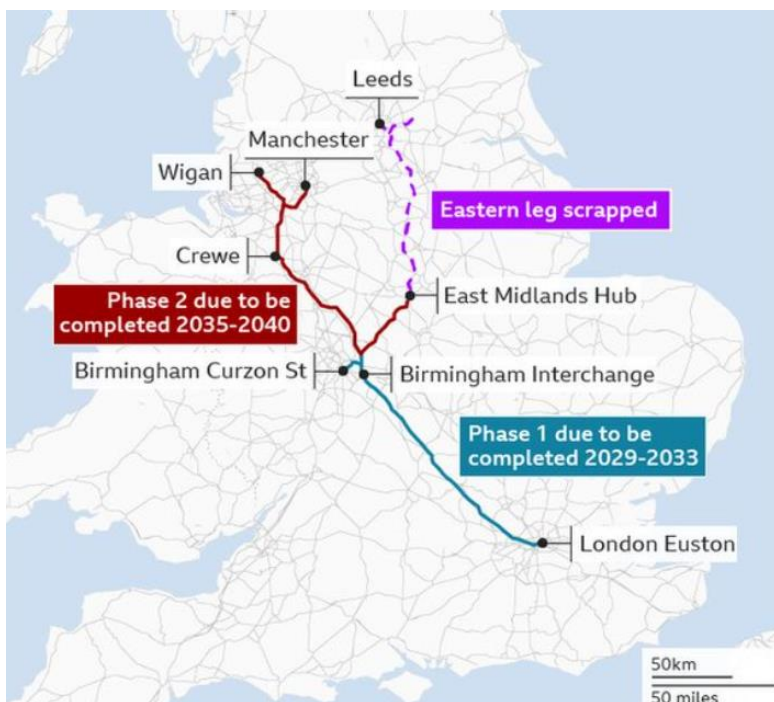 Leeds
Manchester
Wigan
Eastern leg scrapped
Crewe
East Midlands Hub
Phase 2 due to be
completed 2035-2040
Birmingham Curzon St
Birmingham Interchange
Phase 1 due to be
completed 2029-2033
London Euston
50km
50 miles